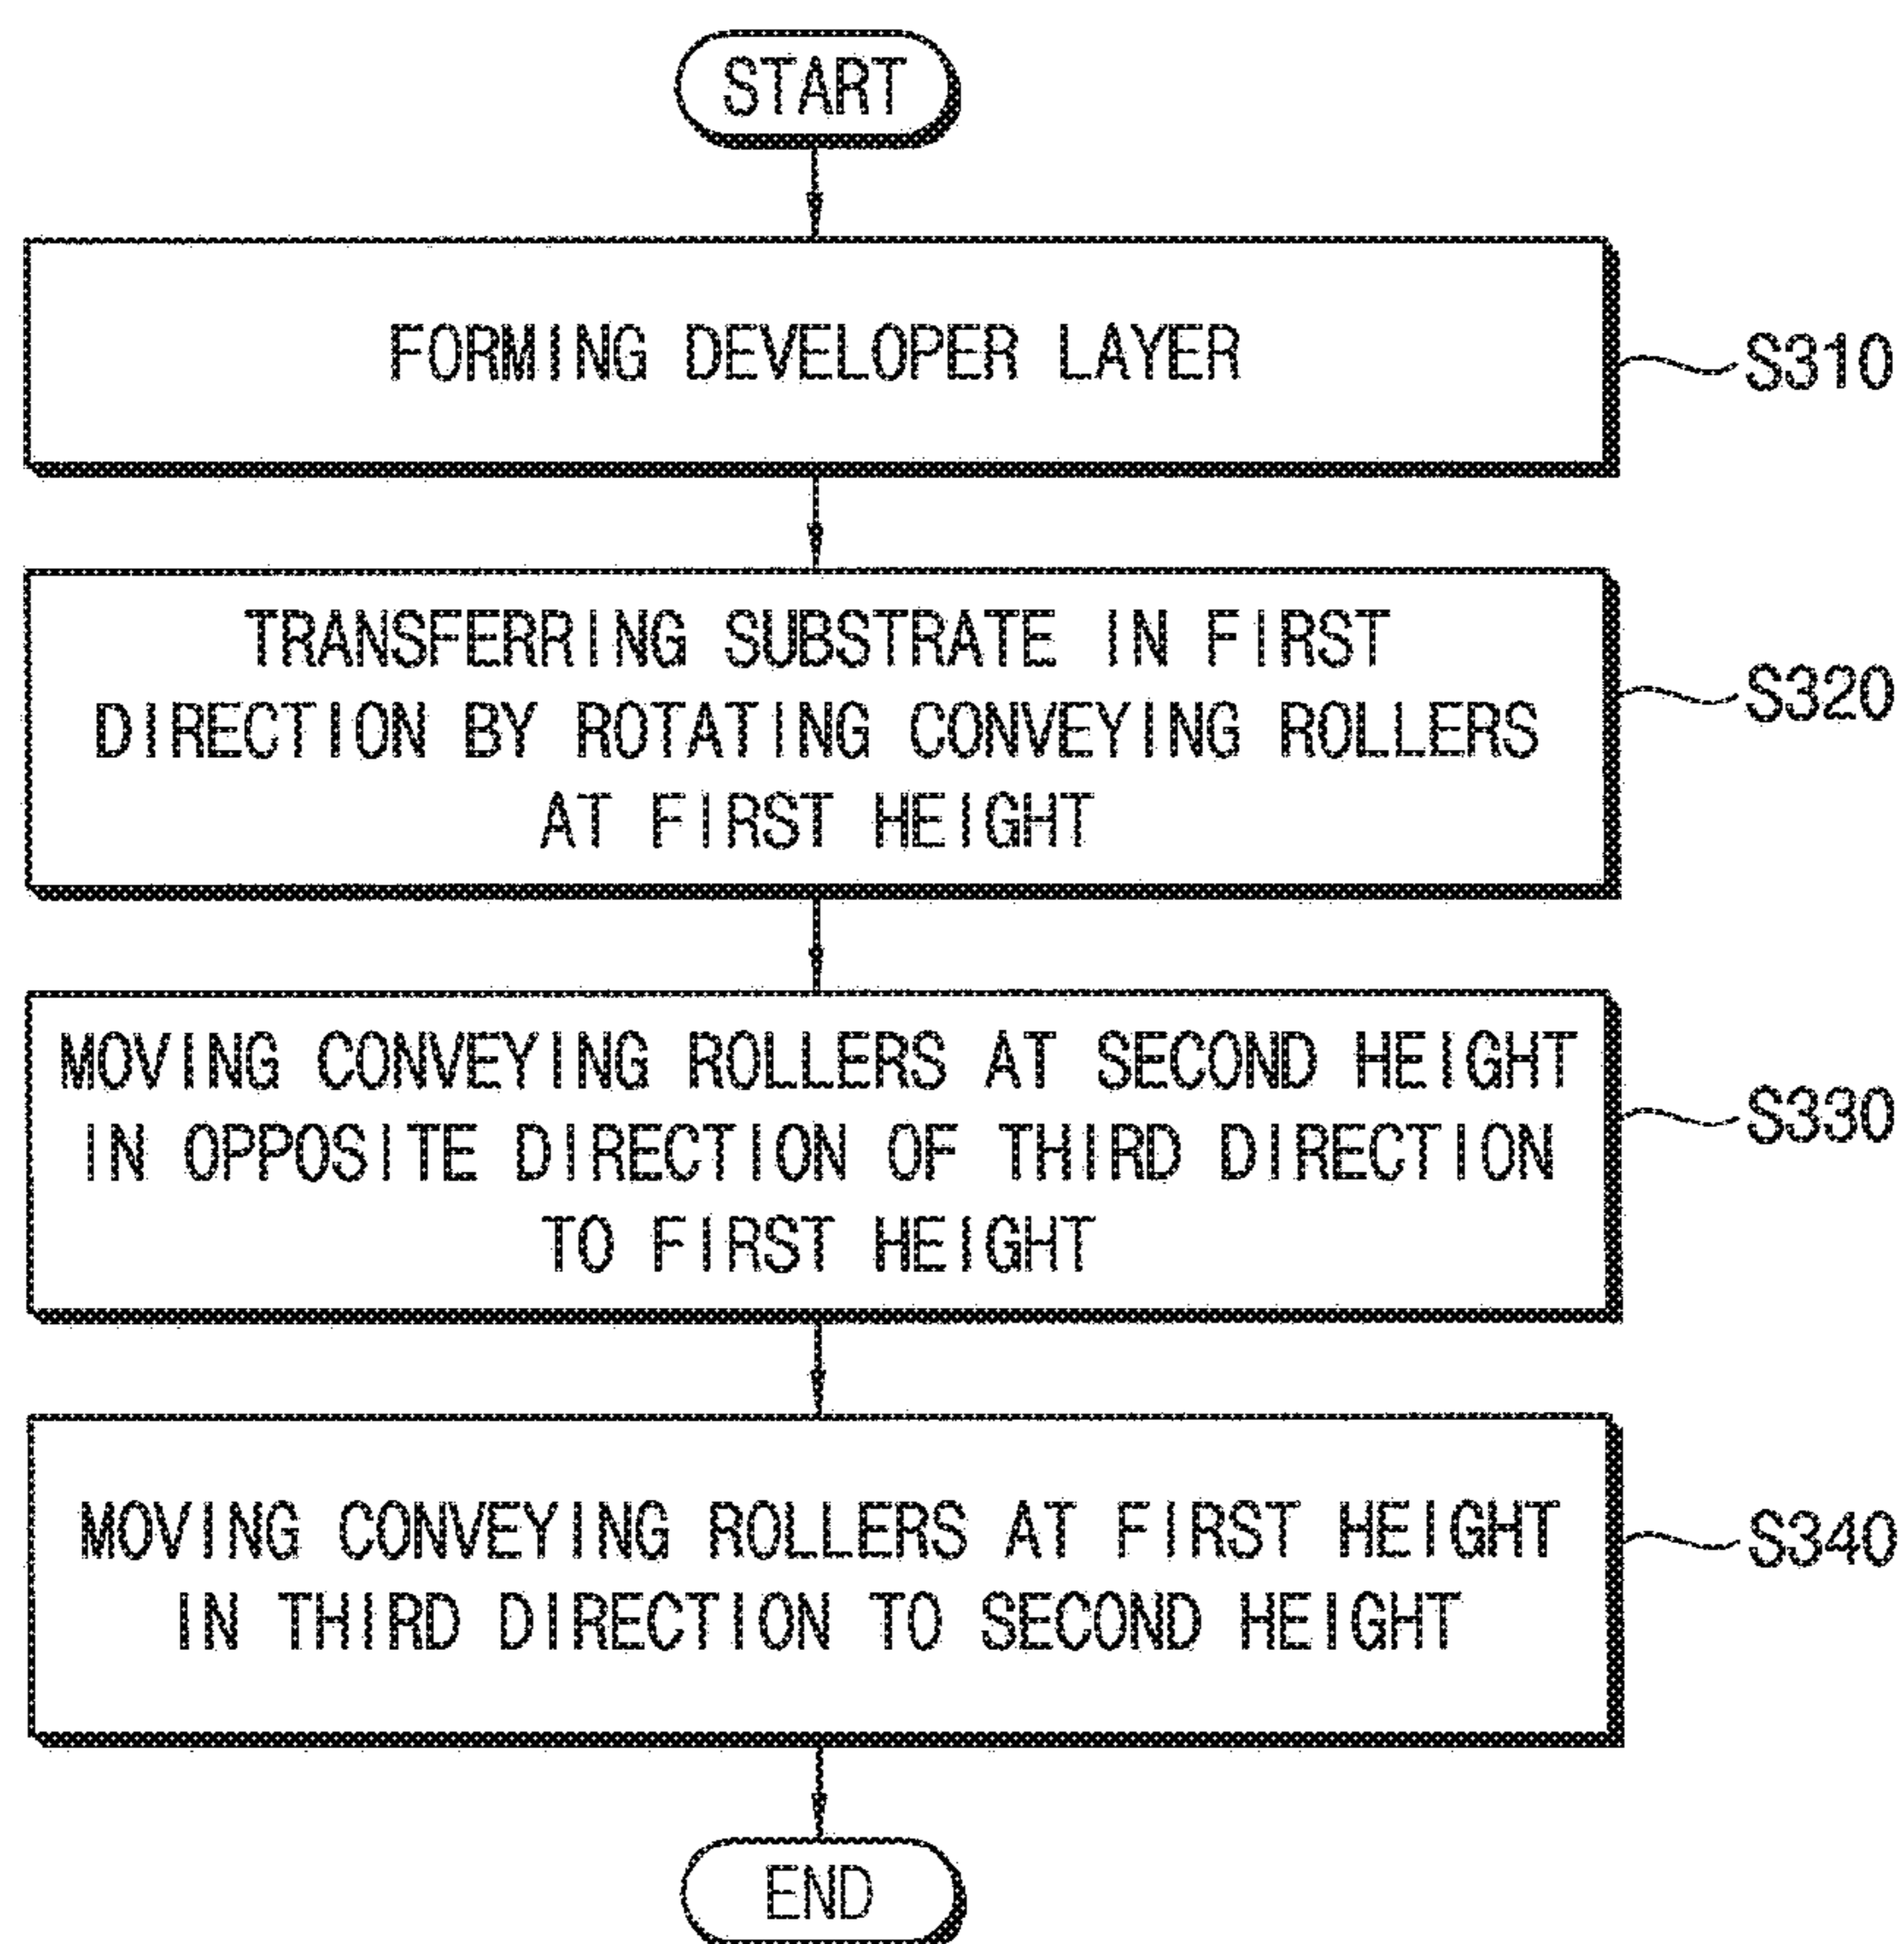 START
FORMING DEVELOPER LAYER
S310
TRANSFERRING SUBSTRATE IN FIRST
DIRECTION BY ROTATING CONVEYING ROLLERS
AT FIRST HEIGHT
S320
MOVING CONVEYING ROLLERS AT SECOND HEIGHT
IN OPPOSITE DIRECTION OF THIRD DIRECTION
TO FIRST HEIGHT
S330
MOVING CONVEYING ROLLERS AT FIRST HEIGHT
IN THIRD DIRECTION TO SECOND HEIGHT
S340
END